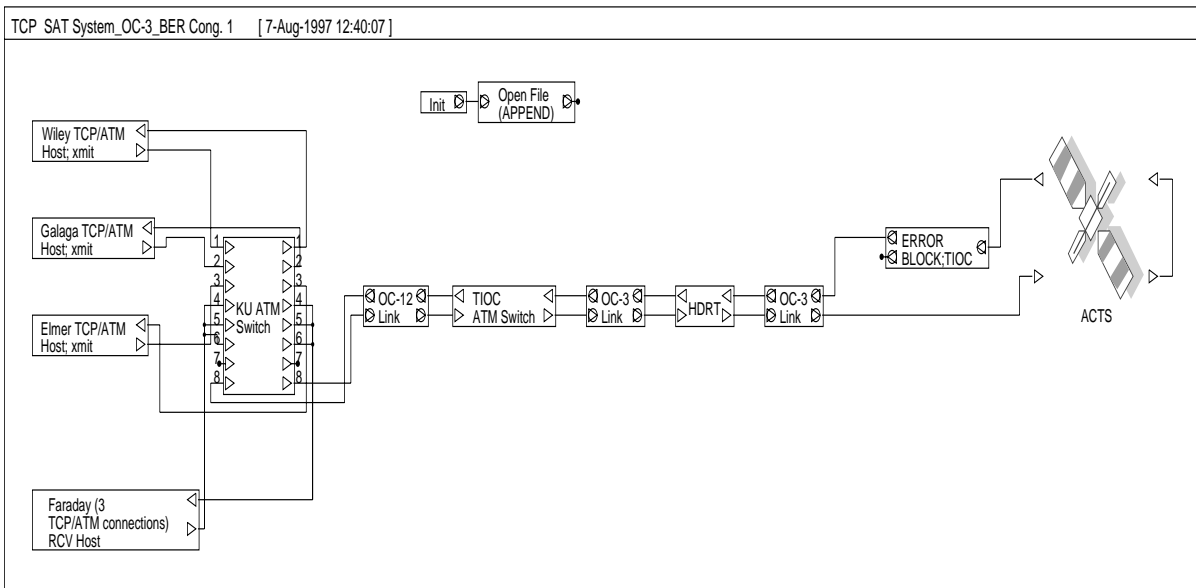 TCP SAT System_OC-3_BER Cong. 1 [ 7-Aug-1997 12:40:07 ]
Init
Open File
(APPEND)
Wiley TCP/ATM
Host; xmit
Galaga TCP/ATM
Host; xmit
Elmer TCP/ATM
Host; xmit
Faraday (3
TCP/ATM connections)
RCV Host
1 1
2 2
3 3
4 4
5 5
6 6
7 7
8 8
KU ATM
Switch
OC-12
Link
TIOC
ATM Switch
OC-3
Link
HDRT
OC-3
Link
ERROR
BLOCK;TIOC
ACTS